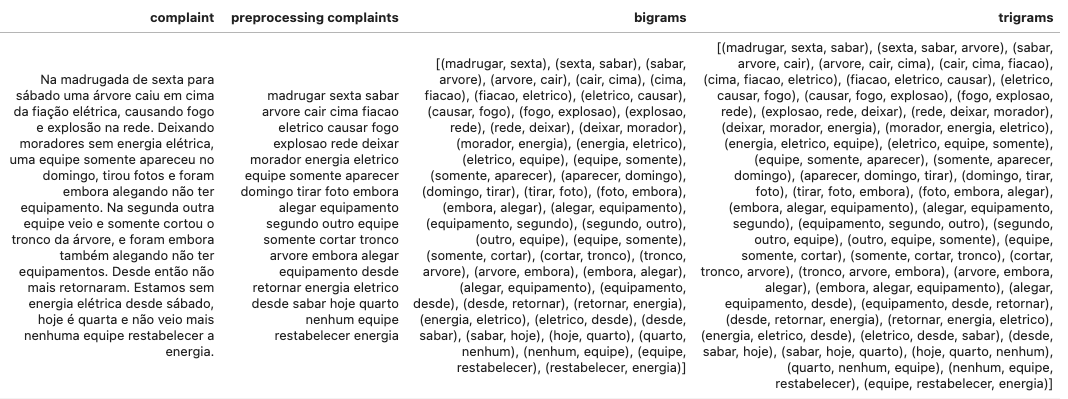 complaint preprocessing complaints bigrams trigrams
Na madrugada de sexta para
sábado uma árvore caiu em cima
da fiação elétrica, causando fogo
e explosão na rede. Deixando
moradores sem energia elétrica,
uma equipe somente apareceu no
domingo, tirou fotos e foram
embora alegando não ter
equipamento. Na segunda outra
equipe veio e somente cortou o
tronco da árvore, e foram embora
também alegando não ter
equipamentos. Desde então não
mais retornaram. Estamos sem
energia elétrica desde sábado,
hoje é quarta e não veio mais
nenhuma equipe restabelecer a
energia.
madrugar sexta sabar
arvore cair cima fiacao
eletrico causar fogo
explosao rede deixar
morador energia eletrico
equipe somente aparecer
domingo tirar foto embora
alegar equipamento
segundo outro equipe
somente cortar tronco
arvore embora alegar
equipamento desde
retornar energia eletrico
desde sabar hoje quarto
nenhum equipe
restabelecer energia
[(madrugar, sexta), (sexta, sabar), (sabar,
arvore), (arvore, cair), (cair, cima), (cima,
fiacao), (fiacao, eletrico), (eletrico, causar),
(causar, fogo), (fogo, explosao), (explosao,
rede), (rede, deixar), (deixar, morador),
(morador, energia), (energia, eletrico),
(eletrico, equipe), (equipe, somente),
(somente, aparecer), (aparecer, domingo),
(domingo, tirar), (tirar, foto), (foto, embora),
(embora, alegar), (alegar, equipamento),
(equipamento, segundo), (segundo, outro),
(outro, equipe), (equipe, somente),
(somente, cortar), (cortar, tronco), (tronco,
arvore), (arvore, embora), (embora, alegar),
(alegar, equipamento), (equipamento,
desde), (desde, retornar), (retornar, energia),
(energia, eletrico), (eletrico, desde), (desde,
sabar), (sabar, hoje), (hoje, quarto), (quarto,
nenhum), (nenhum, equipe), (equipe,
restabelecer), (restabelecer, energia)]
[(madrugar, sexta, sabar), (sexta, sabar, arvore), (sabar,
arvore, cair), (arvore, cair, cima), (cair, cima, fiacao),
(cima, fiacao, eletrico), (fiacao, eletrico, causar), (eletrico,
causar, fogo), (causar, fogo, explosao), (fogo, explosao,
rede), (explosao, rede, deixar), (rede, deixar, morador),
(deixar, morador, energia), (morador, energia, eletrico),
(energia, eletrico, equipe), (eletrico, equipe, somente),
(equipe, somente, aparecer), (somente, aparecer,
domingo), (aparecer, domingo, tirar), (domingo, tirar,
foto), (tirar, foto, embora), (foto, embora, alegar),
(embora, alegar, equipamento), (alegar, equipamento,
segundo), (equipamento, segundo, outro), (segundo,
outro, equipe), (outro, equipe, somente), (equipe,
somente, cortar), (somente, cortar, tronco), (cortar,
tronco, arvore), (tronco, arvore, embora), (arvore, embora,
alegar), (embora, alegar, equipamento), (alegar,
equipamento, desde), (equipamento, desde, retornar),
(desde, retornar, energia), (retornar, energia, eletrico),
(energia, eletrico, desde), (eletrico, desde, sabar), (desde,
sabar, hoje), (sabar, hoje, quarto), (hoje, quarto, nenhum),
(quarto, nenhum, equipe), (nenhum, equipe,
restabelecer), (equipe, restabelecer, energia)]